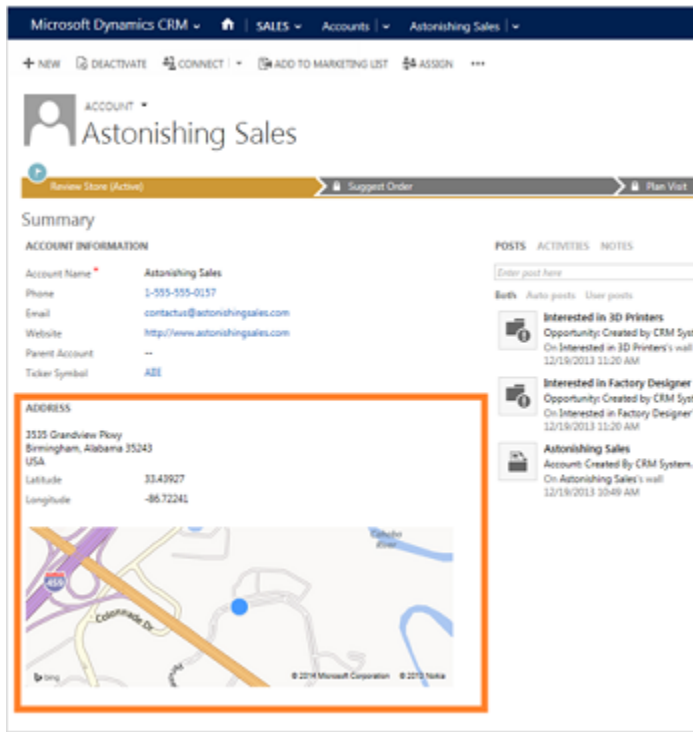 Microsoft Dynamics CRM SALES Accounts Astonishing Sales
NEW DEACTIVATE CONNECT ADD TO MARKETING LIST ASSIGN •••
ACCOUNT
Astonishing Sales
Review Store (Active) Suggest Order Plan Visit
Summary
ACCOUNT INFORMATION
Account Name * Astonishing Sales
Phone 1-555-555-0157
Email contactus@astonishingsales.com
Website http://www.astonishingsales.com
Parent Account --
Ticker Symbol
ADDRESS
3535 Grandview Pkwy
Birmingham, Alabama 35243
USA
Latitude 33.43927
Longitude -86.72241
Cahaba
River
459
Colonnade Dr
bing
© 2014 Microsoft Corporation © 2013 Nokia
POSTS ACTIVITIES NOTES
Enter post here
Both Auto posts User posts
Interested in 3D Printers
Opportunity: Created by CRM Syst
On Interested in 3D Printers's wall
12/19/2013 11:20 AM
Interested in Factory Designer
Opportunity: Created by CRM Syst
On Interested in Factory Designer'
12/19/2013 11:20 AM
Astonishing Sales
Account: Created By CRM System.
On Astonishing Sales's wall
12/19/2013 10:49 AM